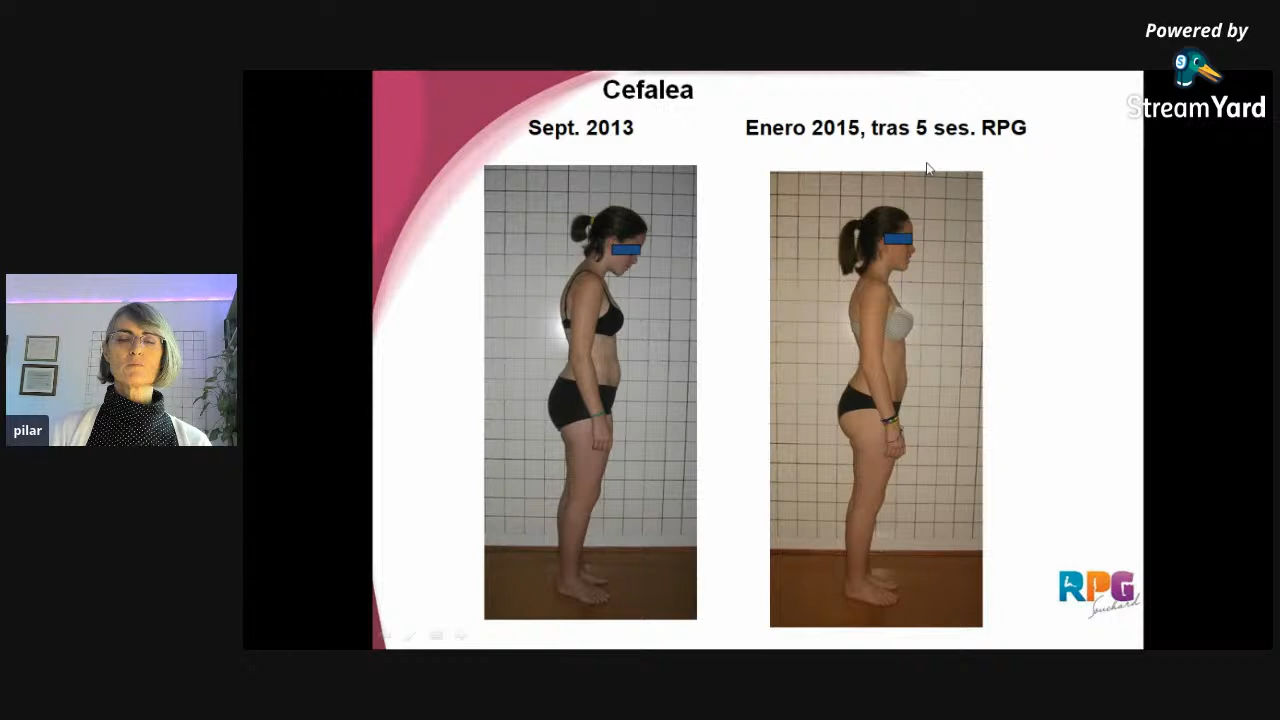 Powered by
StreamYard
Cefalea
Sept. 2013
Enero 2015, tras 5 ses. RPG
pilar
RPG
Souchard